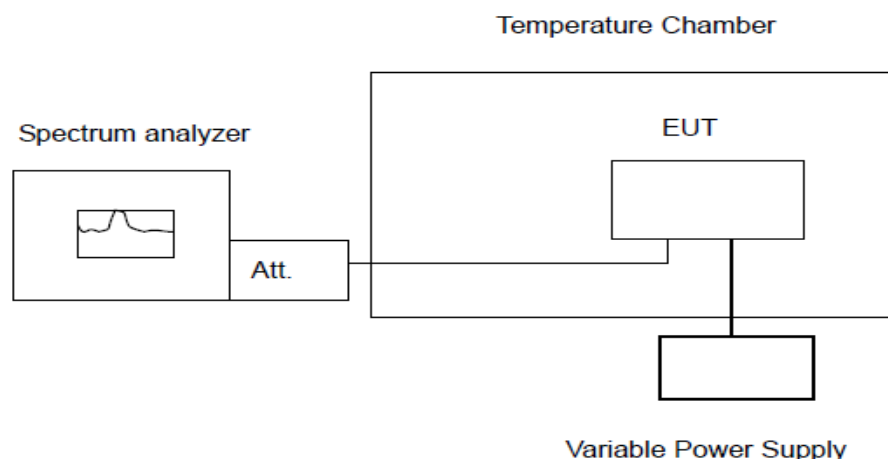 Temperature Chamber
Spectrum analyzer
EUT
Att.
Variable Power Supply